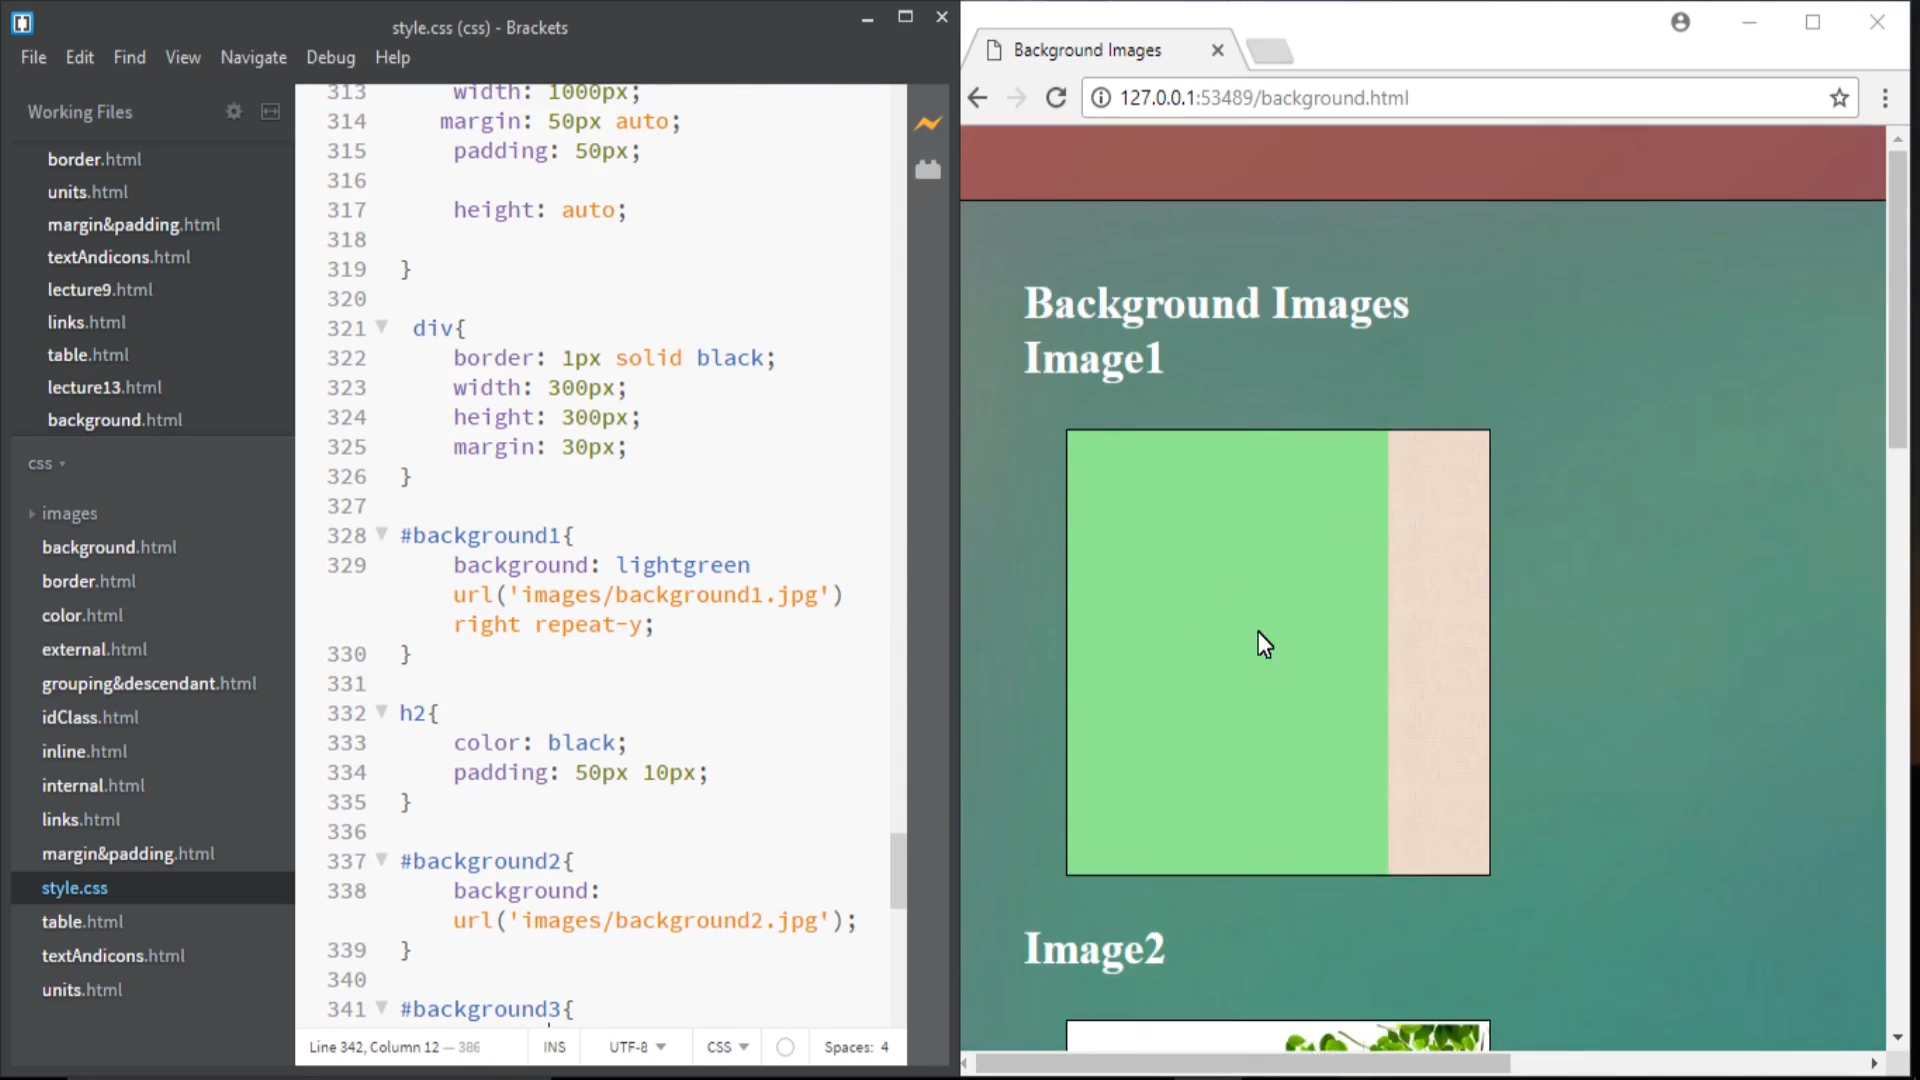 style.css (css) - Brackets
File Edit Find View Navigate Debug Help
Working Files
border.html
units.html
margin&padding.html
textAndicons.html
lecture9.html
links.html
table.html
lecture13.html
background.html
css
images
background.html
border.html
color.html
external.html
grouping&descendant.html
idClass.html
inline.html
internal.html
links.html
margin&padding.html
style.css
table.html
textAndicons.html
units.html
313 width: 1000px;
314 margin: 50px auto;
315 padding: 50px;
316
317 height: auto;
318
319 }
320
321 div{
322 border: 1px solid black;
323 width: 300px;
324 height: 300px;
325 margin: 30px;
326 }
327
328 #background1{
329 background: lightgreen
url('images/background1.jpg')
right repeat-y;
330 }
331
332 h2{
333 color: black;
334 padding: 50px 10px;
335 }
336
337 #background2{
338 background:
url('images/background2.jpg');
339 }
340
341 #background3{
Line 342, Column 12 — 386 INS UTF-8 CSS Spaces: 4
Background Images
127.0.0.1:53489/background.html
Background Images
Image1
Image2